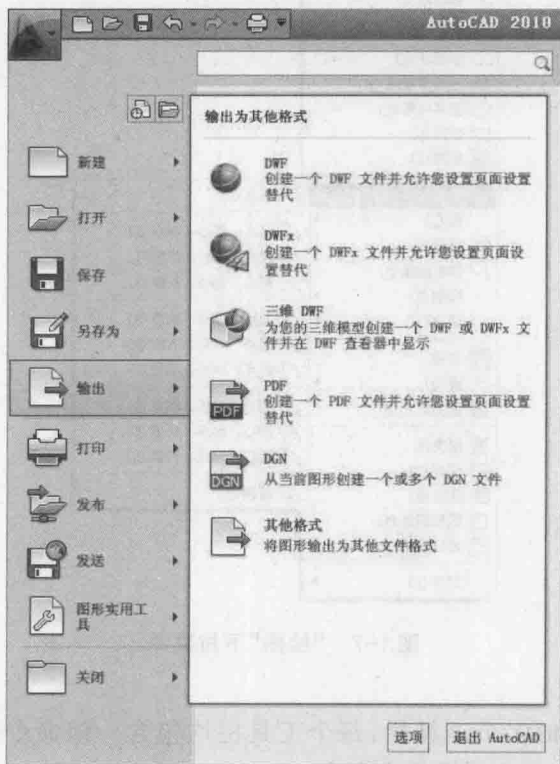 AutoCAD 2010
输出为其他格式
新建
打开
保存
另存为
输出
打印
发布
发送
图形实用工
具
关闭
DWF
创建一个 DWF 文件并允许您设置页面设置
替代
DWFx
创建一个 DWFx 文件并允许您设置页面设
置替代
三维 DWF
为您的三维模型创建一个 DWF 或 DWFx 文
件并在 DWF 查看器中显示
PDF
PDF
创建一个 PDF 文件并允许您设置页面设置
替代
DGN
DGN
从当前图形创建一个或多个 DGN 文件
其他格式
将图形输出为其他文件格式
选项
退出 AutoCAD